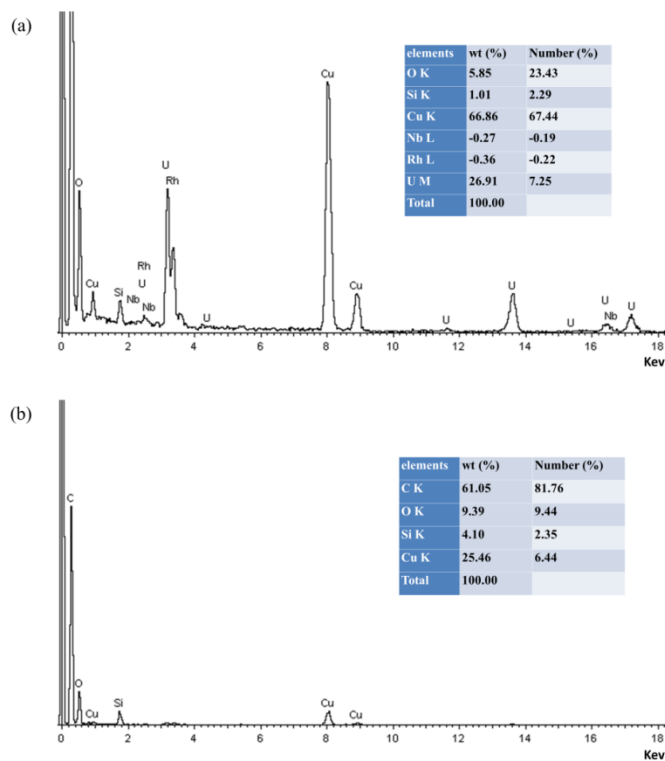 (a)
Cu
elements wt (%) Number (%)
O K 5.85 23.43
Si K 1.01 2.29
Cu K 66.86 67.44
Nb L -0.27 -0.19
Rh L -0.36 -0.22
U M 26.91 7.25
Total 100.00
U
Rh
O
Rh
Cu U Cu U
Si Nb Nb U U U U
Nb
U
0 2 4 6 8 10 12 14 16 18
Kev
(b)
elements wt (%) Number (%)
C K 61.05 81.76
O K 9.39 9.44
Si K 4.10 2.35
Cu K 25.46 6.44
Total 100.00
C
O
Cu Si Cu Cu
0 2 4 6 8 10 12 14 16 18
Kev